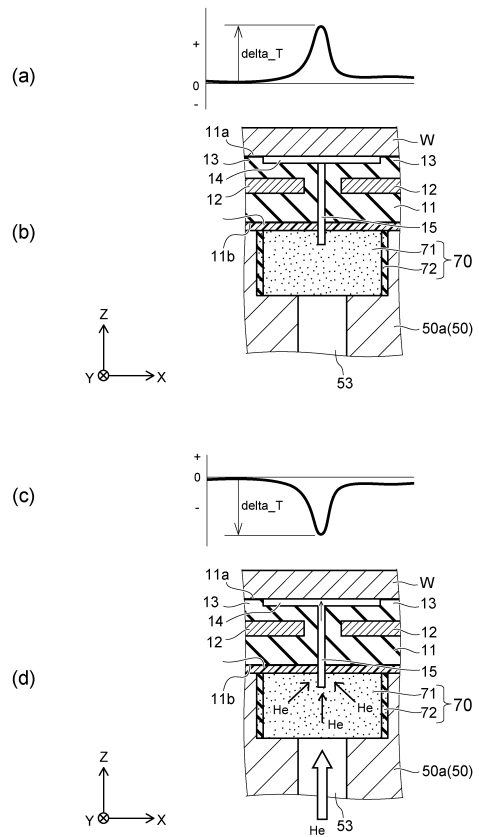 (a)
+
0
-
delta_T
(b)
11a
W
13
13
14
12
12
11
15
11b
71
72
70
50a(50)
53
Z
Y
X
(c)
+
0
-
delta_T
(d)
11a
W
13
13
14
12
12
11
15
11b
71
72
70
He
He
He
50a(50)
53
He
Z
Y
X